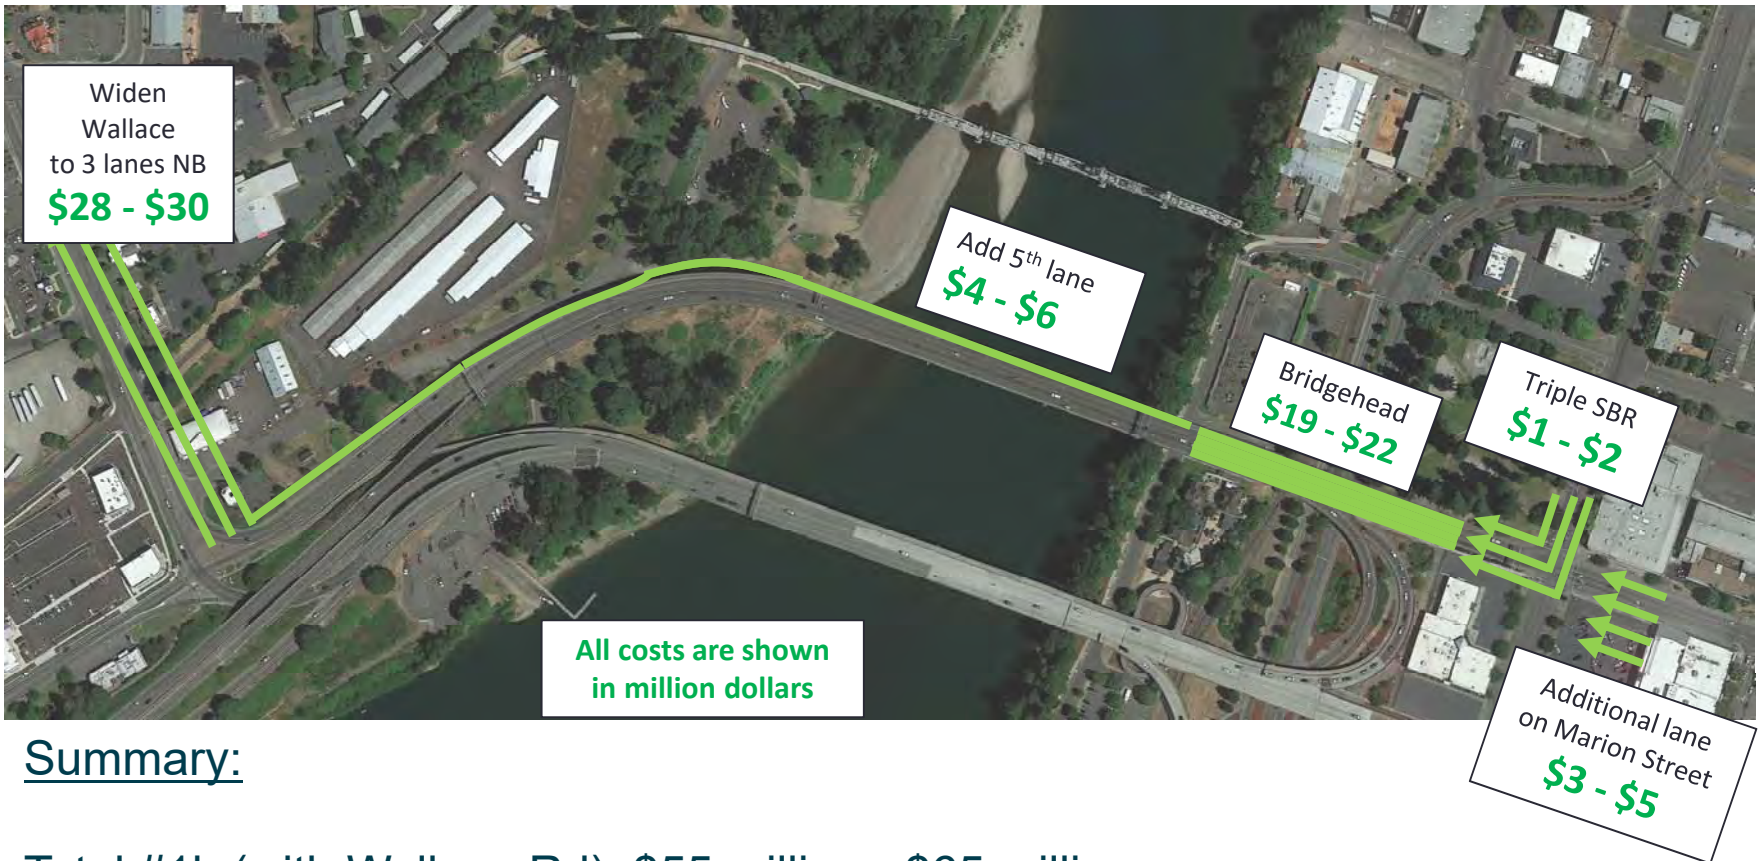 Widen
Wallace
to 3 lanes NB
$28 - $30
Add 5th lane
$4 - $6
Bridgehead
$19 - $22
Triple SBR
$1 - $2
All costs are shown
in million dollars
Additional lane
on Marion Street
$3 - $5
Summary: